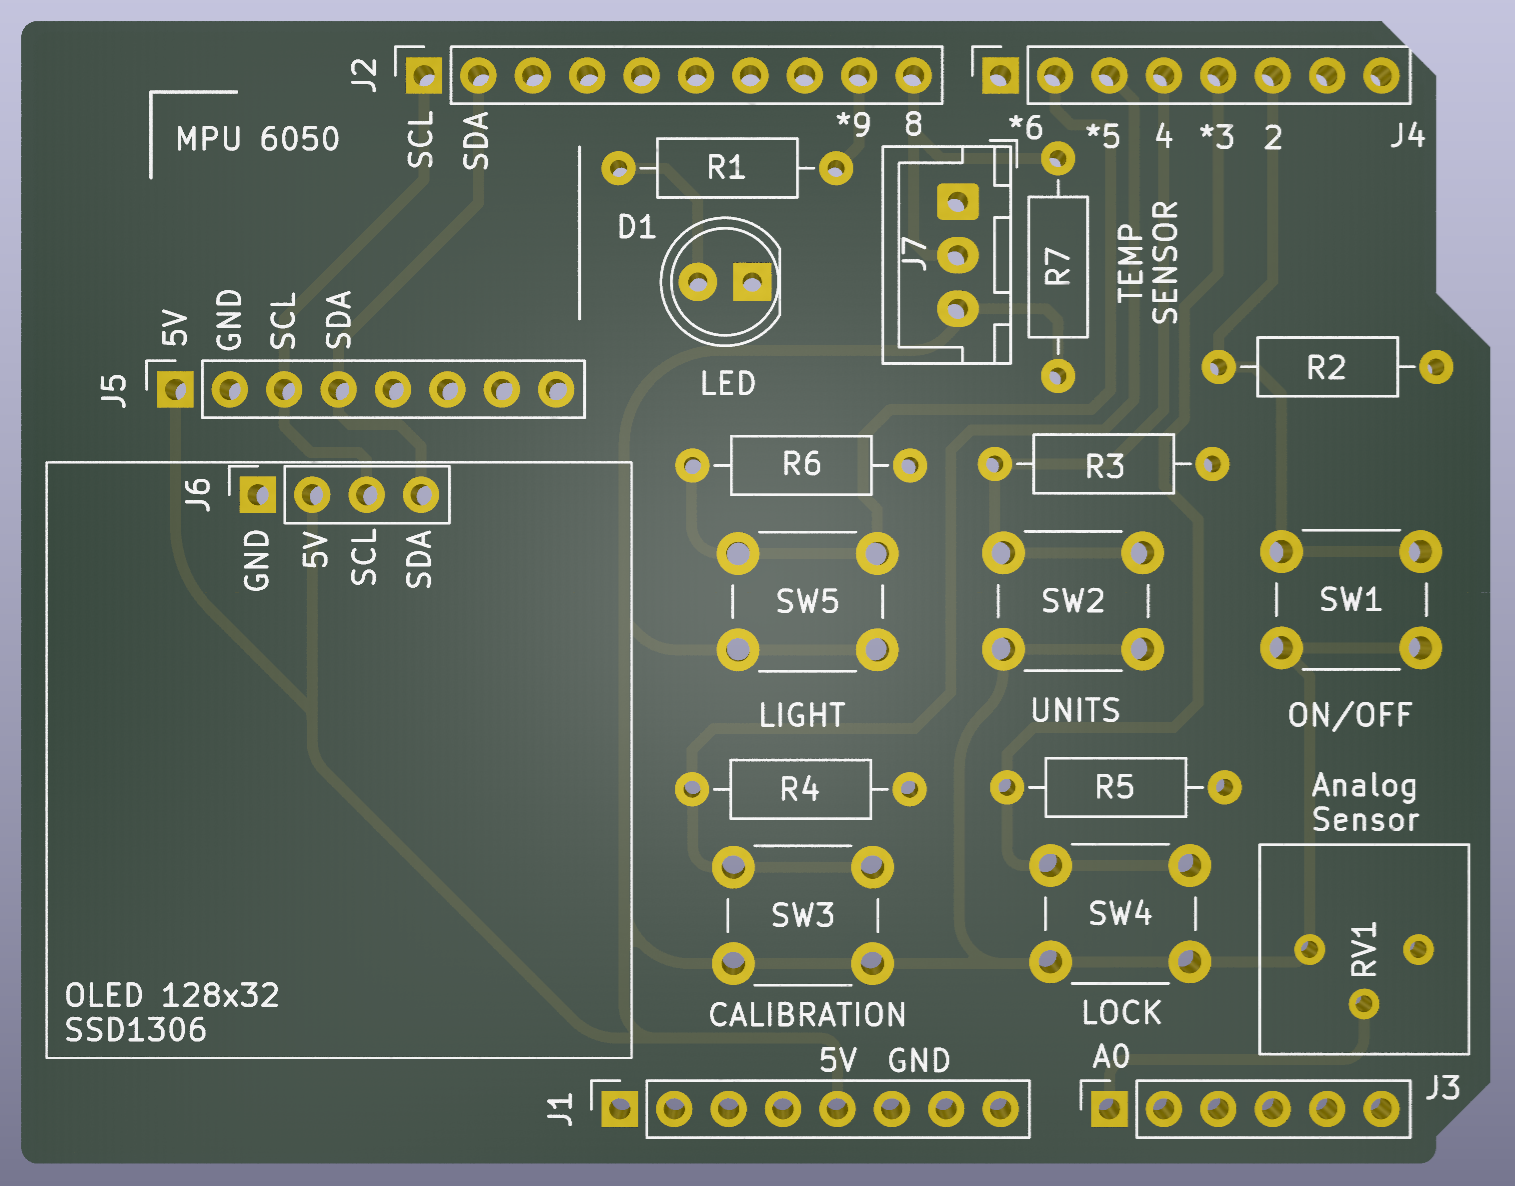 J2
SCL
SDA
*9
8
*6
*5
4
*3
2
J4
MPU 6050
R1
D1
LED
J7
R7
TEMP
SENSOR
5V
GND
SCL
SDA
J5
R2
R6
R3
J6
GND
5V
SCL
SDA
SW5
SW2
SW1
LIGHT
UNITS
ON/OFF
R4
R5
Analog
Sensor
SW3
SW4
RV1
OLED 128x32
SSD1306
CALIBRATION
LOCK
5V
GND
A0
J1
J3